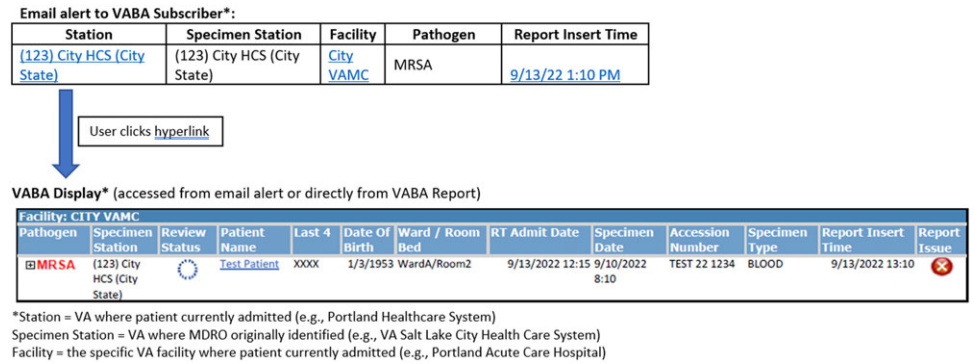 Email alert to VABA Subscriber*:
Station Specimen Station Facility Pathogen Report Insert Time
(123) City HCS (City (123) City HCS (City City MRSA
State) State) VAMC 9/13/22 1:10 PM
User clicks hyperlink
VABA Display* (accessed from email alert or directly from VABA Report)
Facility: CITY VAMC
Pathogen Specimen Review Patient Last 4 Date Of Ward / Room RT Admit Date Specimen Accession Specimen Report Insert Report
Station Status Name Birth Bed Date Number Type Time Issue
MRSA (123) City Test Patient XXXX 1/3/1953 WardA/Room2 9/13/2022 12:15 9/10/2022 TEST 22 1234 BLOOD 9/13/2022 13:10
HCS (City 8:10
State)
*Station = VA where patient currently admitted (e.g., Portland Healthcare System)
Specimen Station = VA where MDRO originally identified (e.g., VA Salt Lake City Health Care System)
Facility = the specific VA facility where patient currently admitted (e.g., Portland Acute Care Hospital)